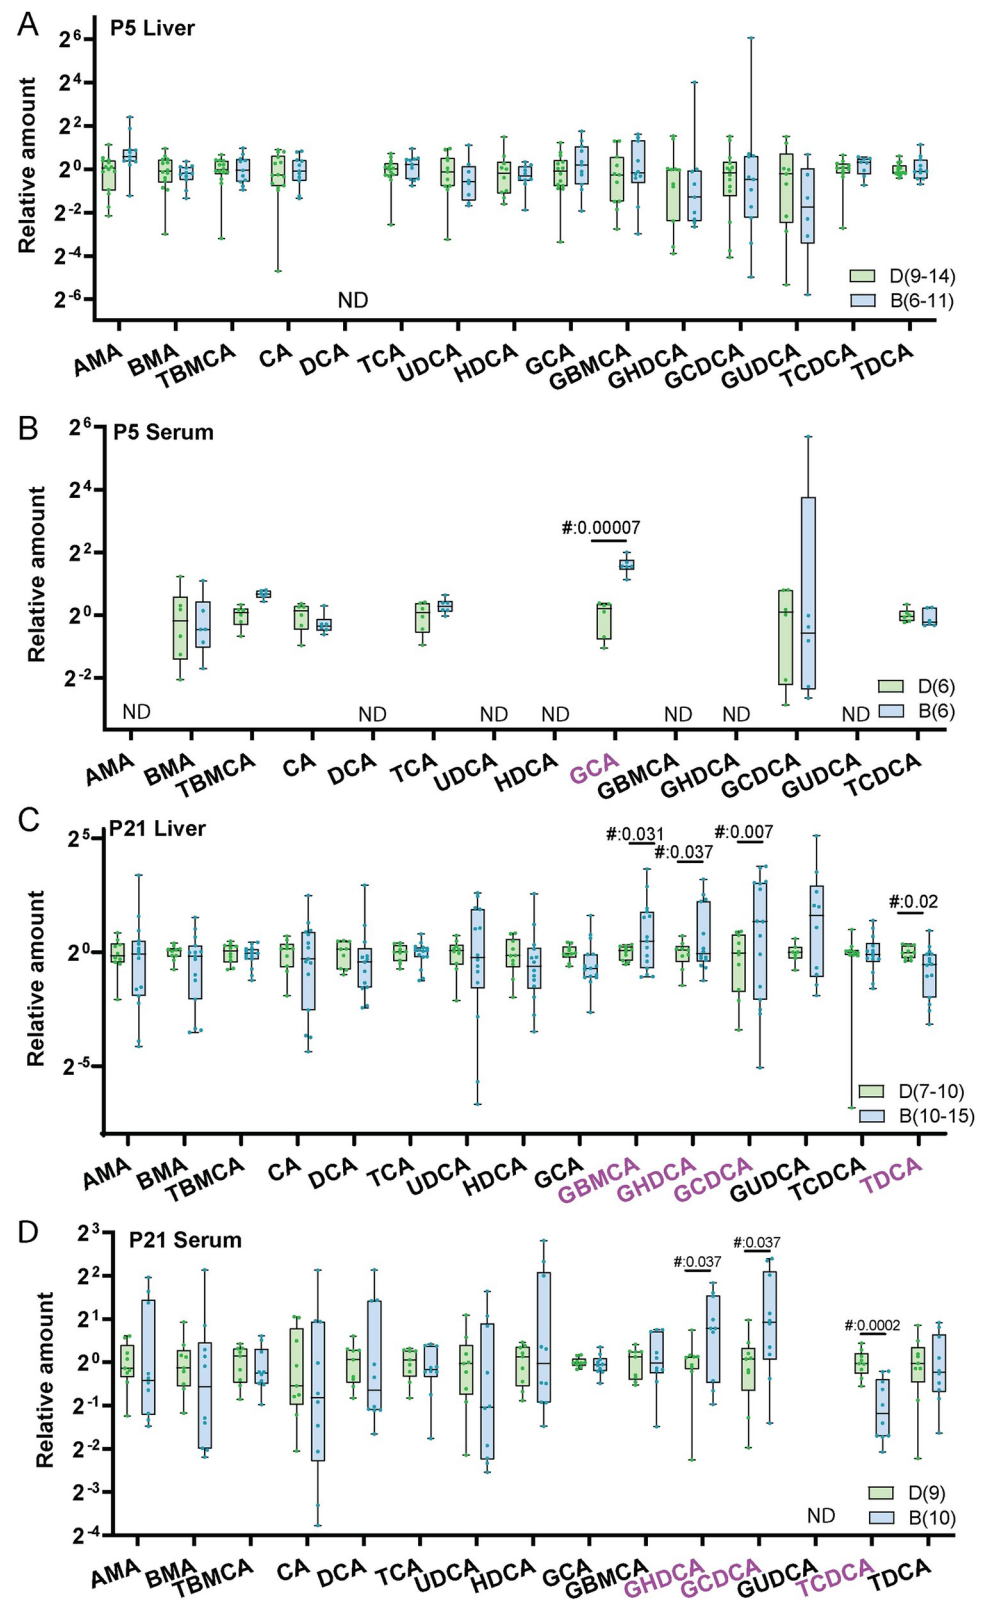 A
P5 Liver
Relative amount
2^6
2^4
2^2
2^0
2^-2
2^-4
2^-6
ND
D(9-14)
B(6-11)
AMA BMA TBMCA CA DCA TCA UDCA HDCA GCA GBMCA GHDCA GCDCA GUDCA TCDCA TDCA
B
P5 Serum
Relative amount
2^6
2^4
2^2
2^0
2^-2
#:0.00007
ND ND ND ND ND ND ND
D(6)
B(6)
AMA BMA TBMCA CA DCA TCA UDCA HDCA GCA GBMCA GHDCA GCDCA GUDCA TCDCA
C
P21 Liver
Relative amount
2^5
2^0
2^-5
#:0.031
#:0.037
#:0.007
#:0.02
D(7-10)
B(10-15)
AMA BMA TBMCA CA DCA TCA UDCA HDCA GCA GBMCA GHDCA GCDCA GUDCA TCDCA TDCA
D
P21 Serum
Relative amount
2^3
2^2
2^1
2^0
2^-1
2^-2
2^-3
2^-4
#:0.037
#:0.037
#:0.0002
ND
D(9)
B(10)
AMA BMA TBMCA CA DCA TCA UDCA HDCA GCA GBMCA GHDCA GCDCA GUDCA TCDCA TDCA